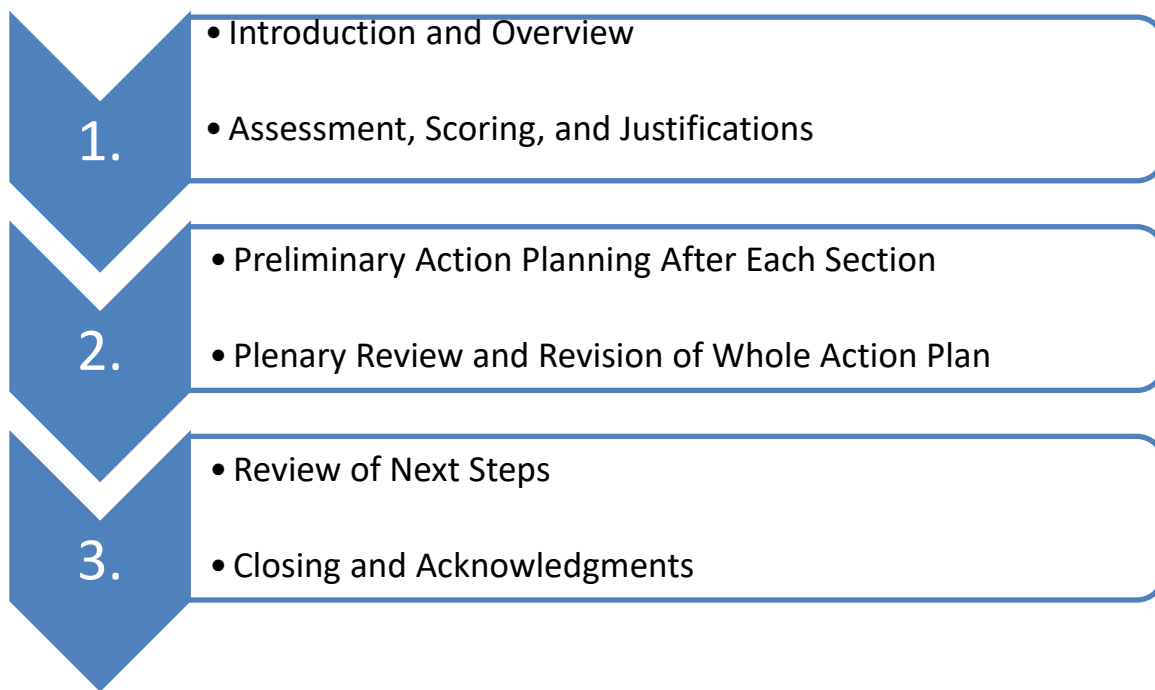 1.
• Introduction and Overview
• Assessment, Scoring, and Justifications
2.
• Preliminary Action Planning After Each Section
• Plenary Review and Revision of Whole Action Plan
3.
• Review of Next Steps
• Closing and Acknowledgments